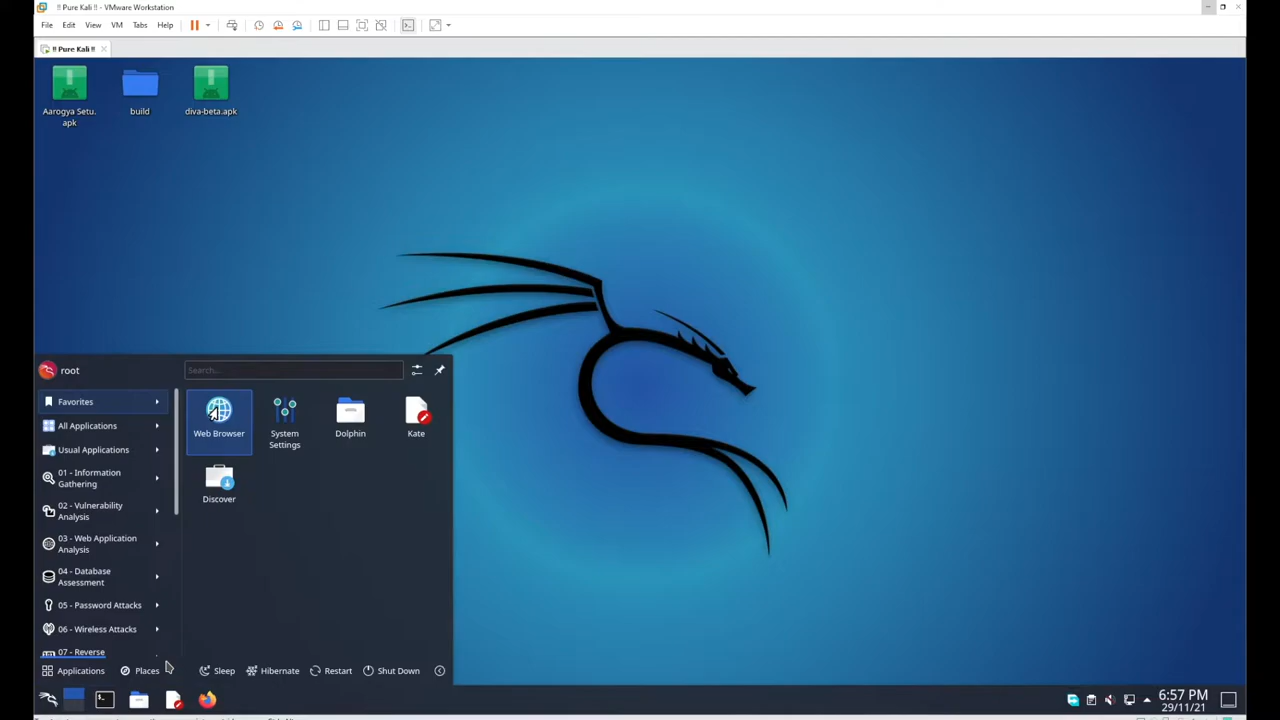 !! Pure Kali !! - VMware Workstation
File Edit View VM Tabs Help
!! Pure Kali !!
Aarogya Setu.
apk
build
diva-beta.apk
root
Search...
Favorites
All Applications
Usual Applications
01 - Information
Gathering
02 - Vulnerability
Analysis
03 - Web Application
Analysis
04 - Database
Assessment
05 - Password Attacks
06 - Wireless Attacks
07 - Reverse
Web Browser
System
Settings
Dolphin
Kate
Discover
Applications Places Sleep Hibernate Restart Shut Down
6:57 PM
29/11/21